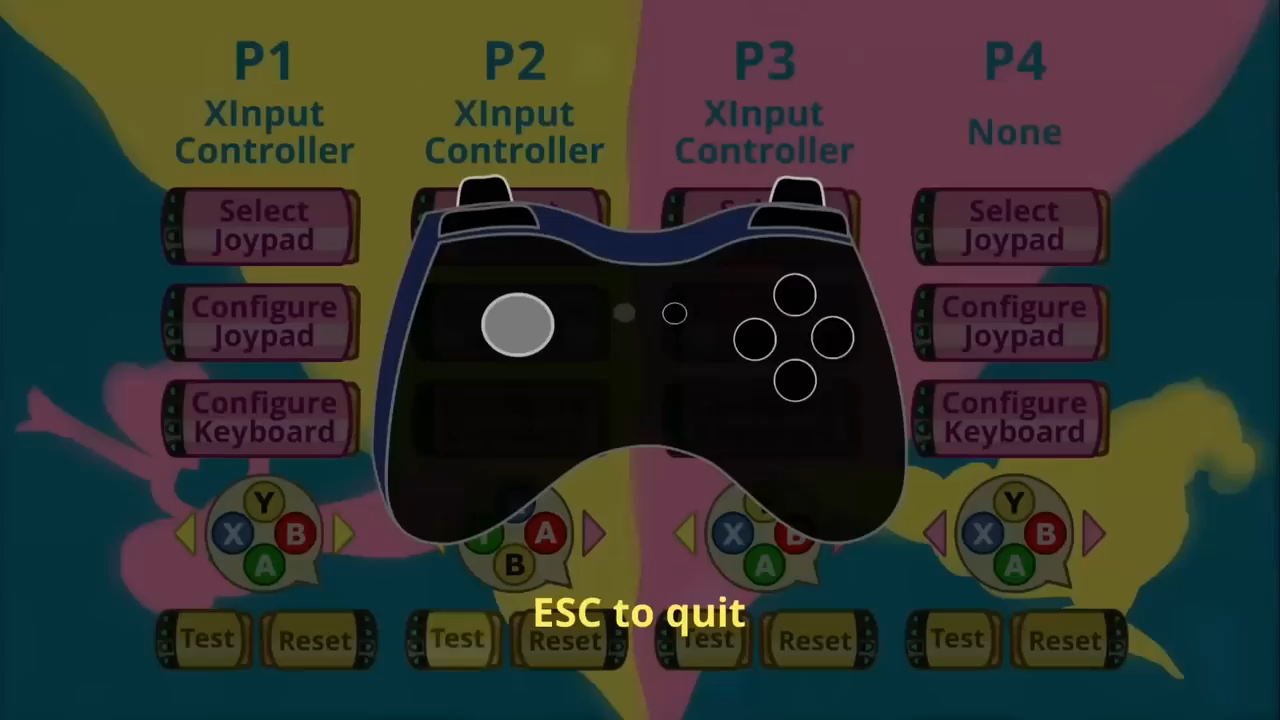 P1
P2
P3
P4
XInput
Controller
XInput
Controller
XInput
Controller
None
Select
Joypad
Select
Joypad
Configure
Joypad
Configure
Joypad
Configure
Keyboard
Configure
Keyboard
Y
X
B
A
A
B
X
B
A
Y
X
B
A
ESC to quit
Test
Reset
Test
Reset
Test
Reset
Test
Reset